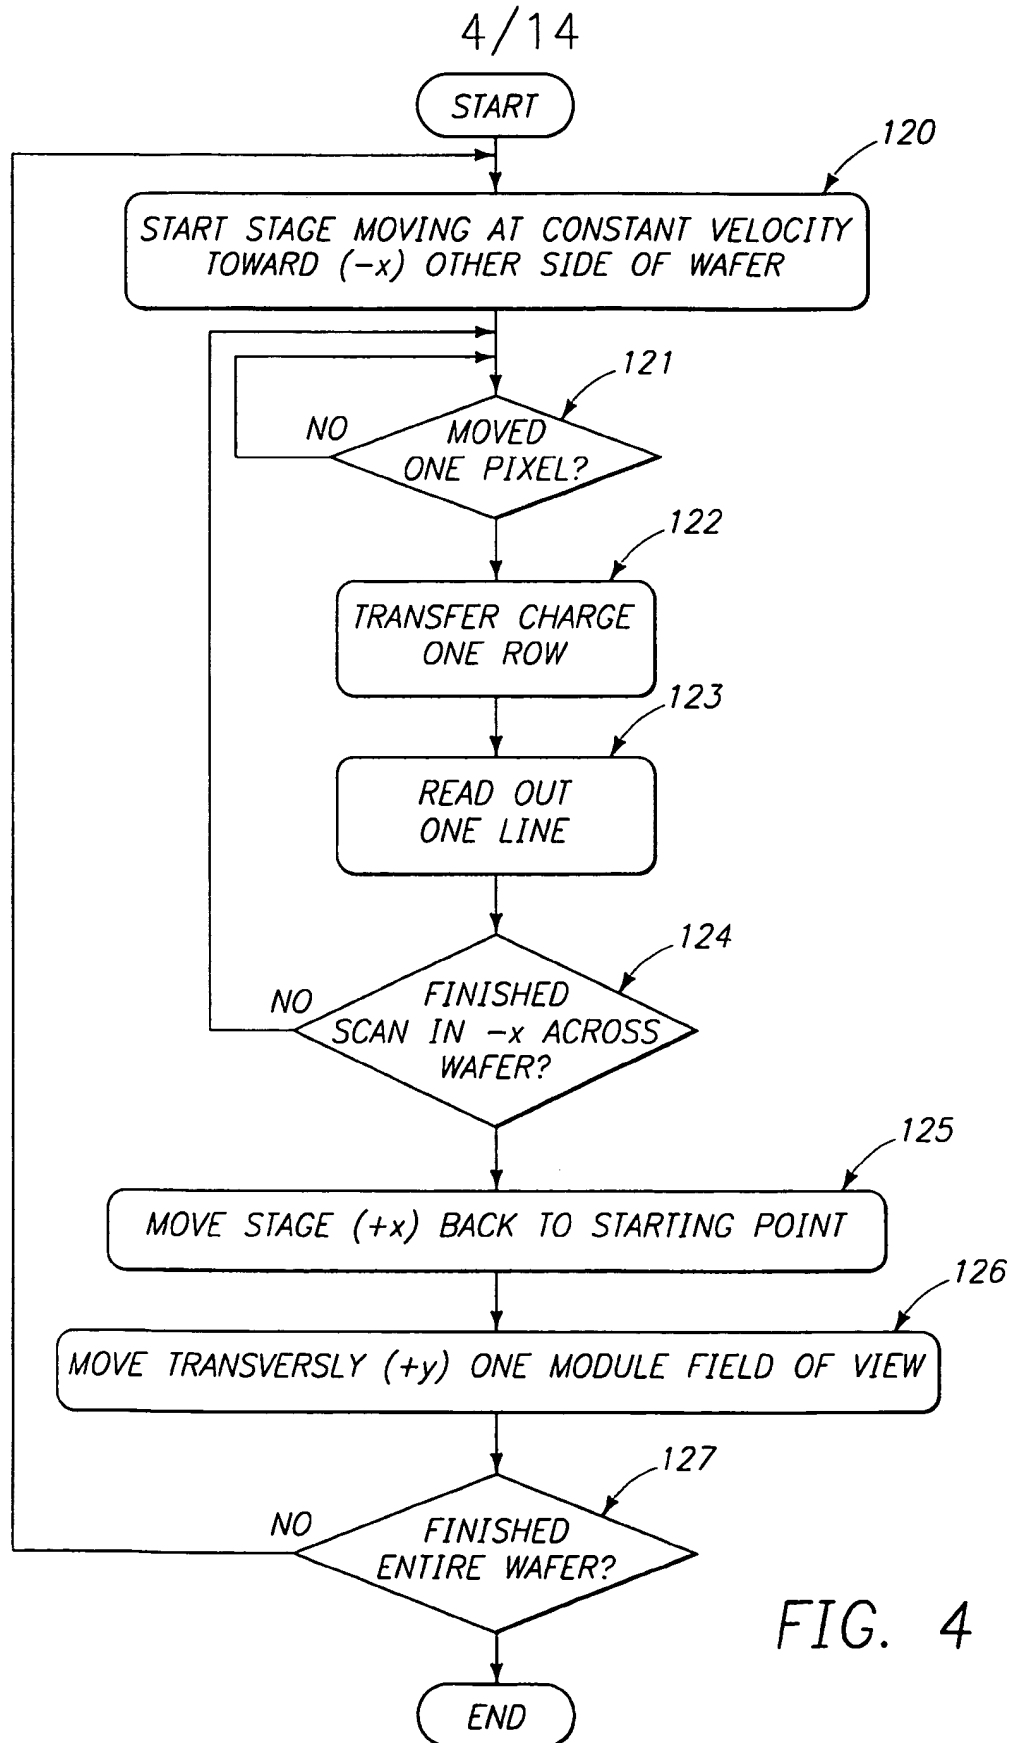 4/14
START
120
START STAGE MOVING AT CONSTANT VELOCITY
TOWARD (-x) OTHER SIDE OF WAFER
121
NO
MOVED
ONE PIXEL?
122
TRANSFER CHARGE
ONE ROW
123
READ OUT
ONE LINE
124
NO
FINISHED
SCAN IN -x ACROSS
WAFER?
125
MOVE STAGE (+x) BACK TO STARTING POINT
126
MOVE TRANSVERSLY (+y) ONE MODULE FIELD OF VIEW
127
NO
FINISHED
ENTIRE WAFER?
FIG. 4
END